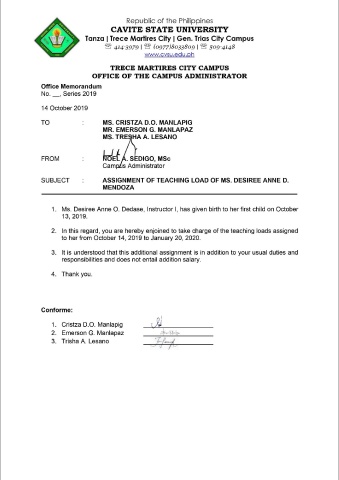 Republic of the Philippines
CAVITE STATE UNIVERSITY
Tanza | Trece Martires City | Gen. Trias City Campus
☏ 414-3979 | ☏ (0977)8033809 | ☏ 509-4148
www.cvsu.edu.ph
TRECE MARTIRES CITY CAMPUS
OFFICE OF THE CAMPUS ADMINISTRATOR
Office Memorandum
No. __, Series 2019
14 October 2019
TO : MS. CRISTZA D.O. MANLAPIG
MR. EMERSON G. MANLAPAZ
MS. TRESHA A. LESANO
FROM : NOEL A. SEDIGO, MSc
Campus Administrator
SUBJECT : ASSIGNMENT OF TEACHING LOAD OF MS. DESIREE ANNE D.
MENDOZA
1. Ms. Desiree Anne O. Dedase, Instructor I, has given birth to her first child on October
13, 2019.
2. In this regard, you are hereby enjoined to take charge of the teaching loads assigned
to her from October 14, 2019 to January 20, 2020.
3. It is understood that this additional assignment is in addition to your usual duties and
responsibilities and does not entail addition salary.
4. Thank you.
Conforme:
1. Cristza D.O. Manlapig
2. Emerson G. Manlapaz
3. Trisha A. Lesano